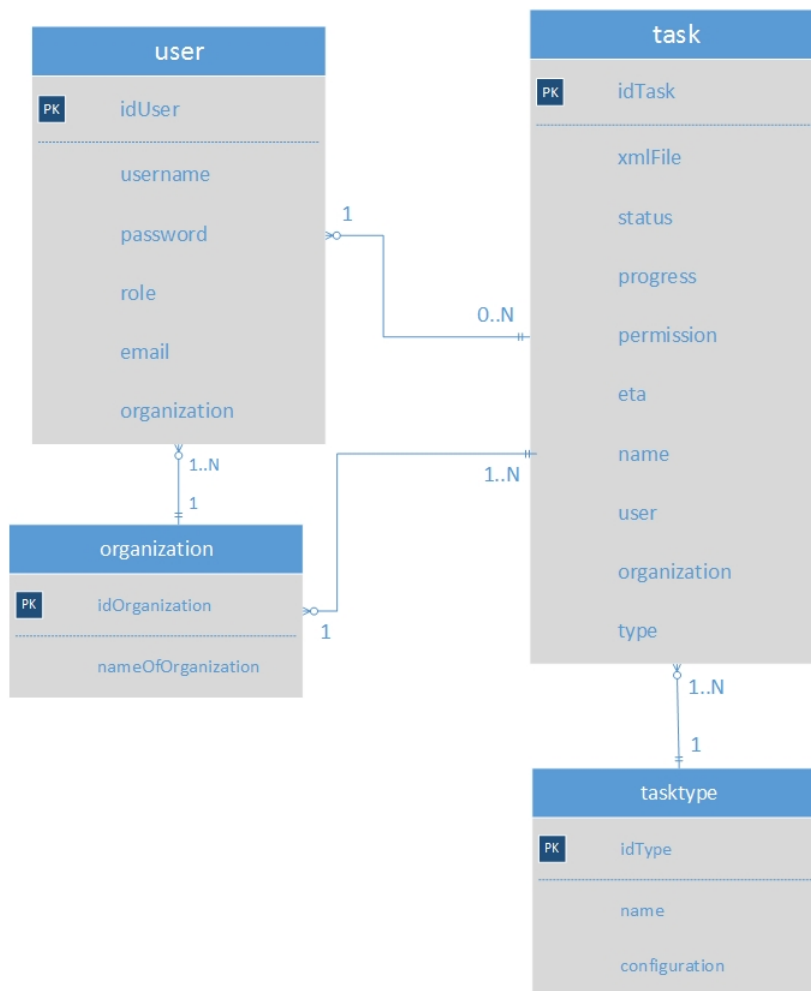 user
PK
idUser
username
password
role
email
organization
task
PK
idTask
xmlFile
status
progress
permission
eta
name
user
organization
type
1
0..N
1..N
1
1..N
1
organization
PK
idOrganization
nameOfOrganization
1..N
1
tasktype
PK
idType
name
configuration